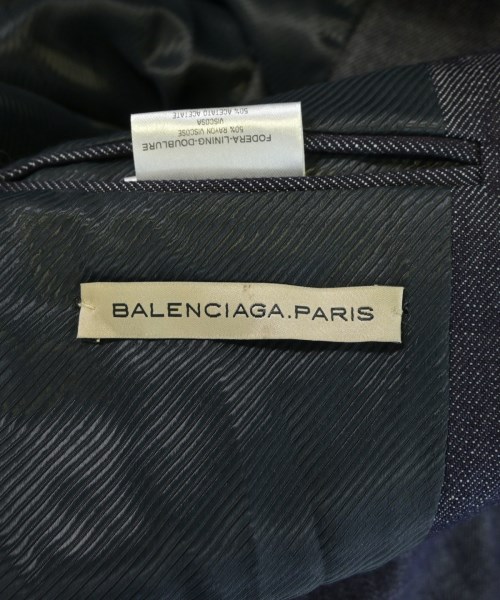 FODERA-LINING-DOUBLURE
50% RAYON VISCOSE
VISCOSA
50% ACETATO ACETATE
BALENCIAGA.PARIS